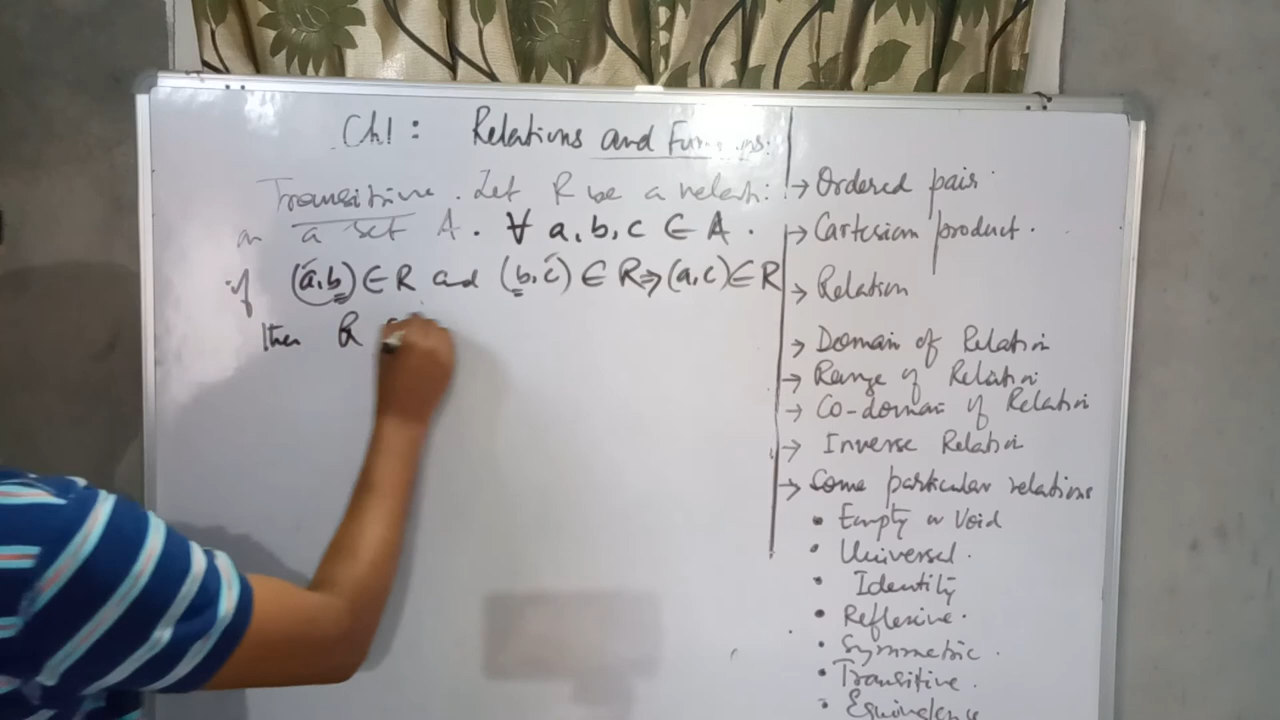 Ch1: Relations and
Transitive. Let R be a relati:
on a set A. ∀ a,b,c ∈ A.
if (a,b) ∈ R and (b,c) ∈ R ⇒ (a,c) ∈ R
then R
→ Ordered pair
→ Cartesian product.
→ Relation
→ Domain of Relation
→ Range of Relation
→ Co-domain of Relation
→ Inverse Relation
→ Some particular relations
• Empty or Void
• Universal.
• Identity
• Reflexive.
• Symmetric.
• Transitive.
• Equivalence